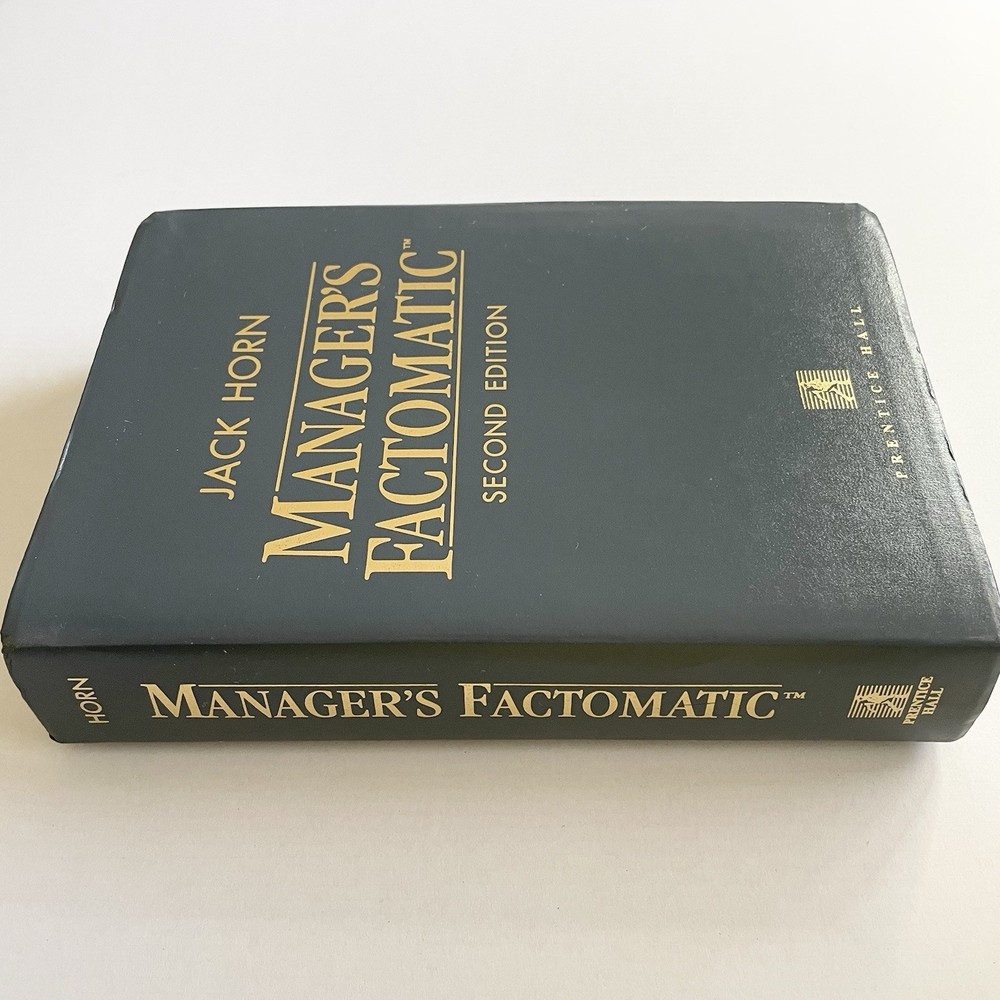 JACK HORN
MANAGER'S
FACTOMATIC™
SECOND EDITION
PRENTICE HALL
HORN
MANAGER'S FACTOMATIC™
PRENTICE
HALL